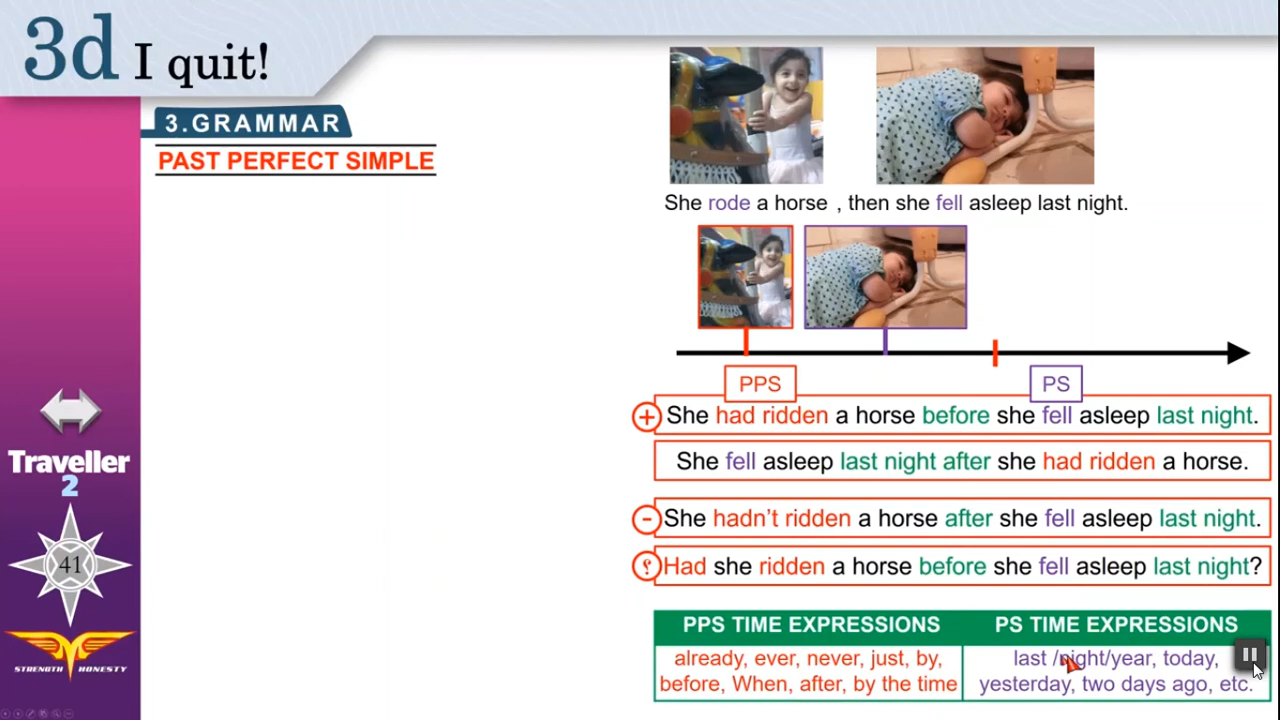 3d I quit!
3.GRAMMAR
PAST PERFECT SIMPLE
She rode a horse , then she fell asleep last night.
PPS
PS
+ She had ridden a horse before she fell asleep last night.
She fell asleep last night after she had ridden a horse.
- She hadn't ridden a horse after she fell asleep last night.
؟ Had she ridden a horse before she fell asleep last night?
PPS TIME EXPRESSIONS
already, ever, never, just, by,
before, When, after, by the time
PS TIME EXPRESSIONS
last /night/year, today,
yesterday, two days ago, etc.
Traveller
2
41
STRENGTH HONESTY